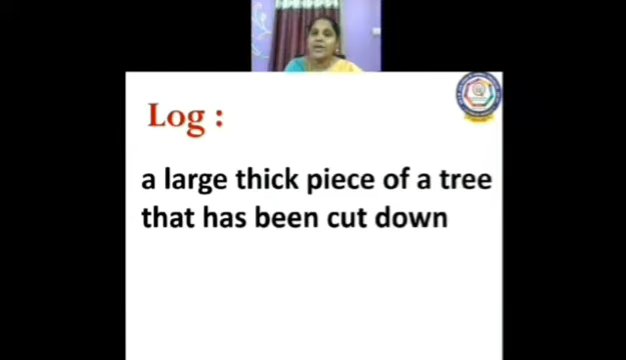 Log :
a large thick piece of a tree
that has been cut down